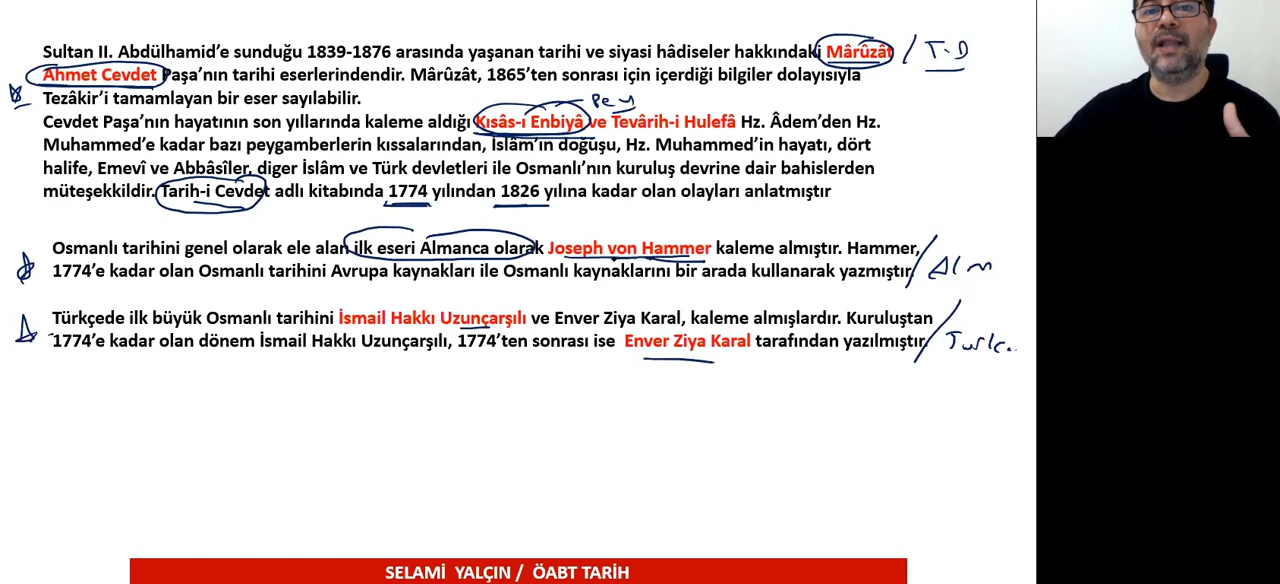 Sultan II. Abdülhamid'e sunduğu 1839-1876 arasında yaşanan tarihi ve siyasi hâdiseler hakkındaki Mârûzât / T.D
Ahmet Cevdet Paşa'nın tarihi eserlerindendir. Mârûzât, 1865'ten sonrası için içerdiği bilgiler dolayısıyla
Tezâkir'i tamamlayan bir eser sayılabilir.
Pey
Cevdet Paşa'nın hayatının son yıllarında kaleme aldığı Kısâs-ı Enbiyâ ve Tevârih-i Hulefâ Hz. Âdem'den Hz.
Muhammed'e kadar bazı peygamberlerin kıssalarından, İslâm'ın doğuşu, Hz. Muhammed'in hayatı, dört
halife, Emevî ve Abbâsîler, diger İslâm ve Türk devletleri ile Osmanlı'nın kuruluş devrine dair bahislerden
müteşekkildir. Tarih-i Cevdet adlı kitabında 1774 yılından 1826 yılına kadar olan olayları anlatmıştır
Osmanlı tarihini genel olarak ele alan ilk eseri Almanca olarak Joseph von Hammer kaleme almıştır. Hammer,
1774'e kadar olan Osmanlı tarihini Avrupa kaynakları ile Osmanlı kaynaklarını bir arada kullanarak yazmıştır. / Alm
Türkçede ilk büyük Osmanlı tarihini İsmail Hakkı Uzunçarşılı ve Enver Ziya Karal, kaleme almışlardır. Kuruluştan
1774'e kadar olan dönem İsmail Hakkı Uzunçarşılı, 1774'ten sonrası ise Enver Ziya Karal tarafından yazılmıştır. /
SELAMİ YALÇIN / ÖABT TARİH